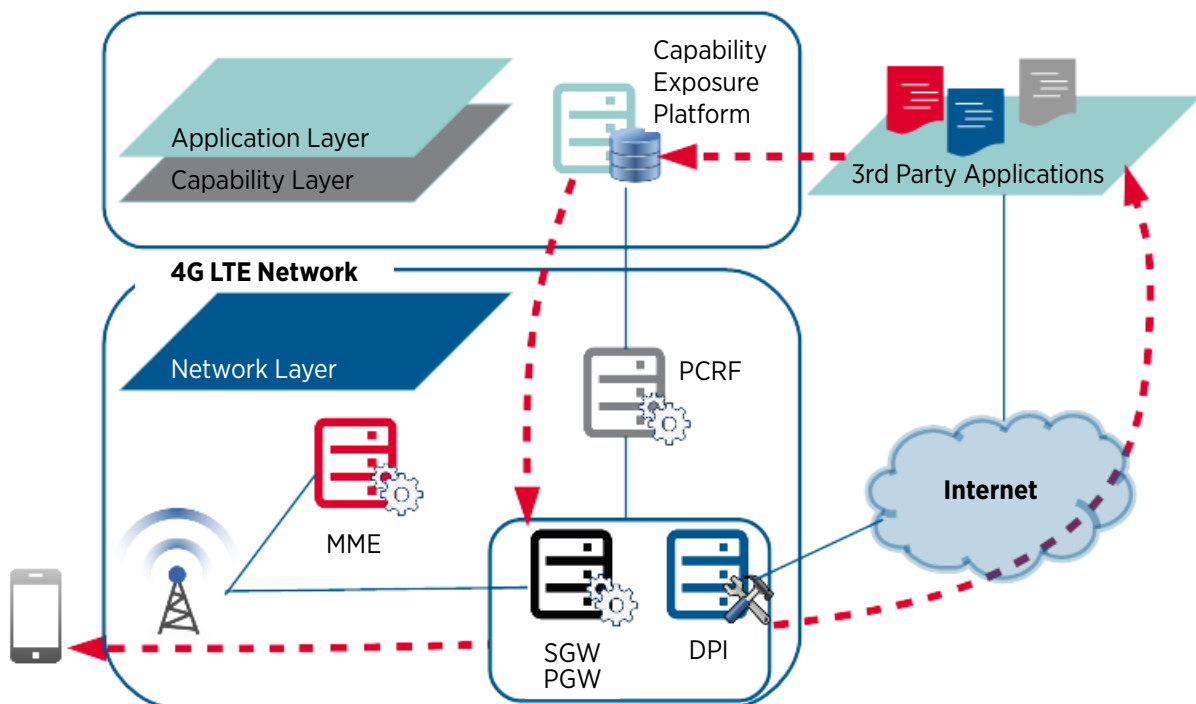 Capability
Exposure
Platform
Application Layer
Capability Layer
3rd Party Applications
4G LTE Network
Network Layer
PCRF
MME
Internet
SGW
PGW
DPI